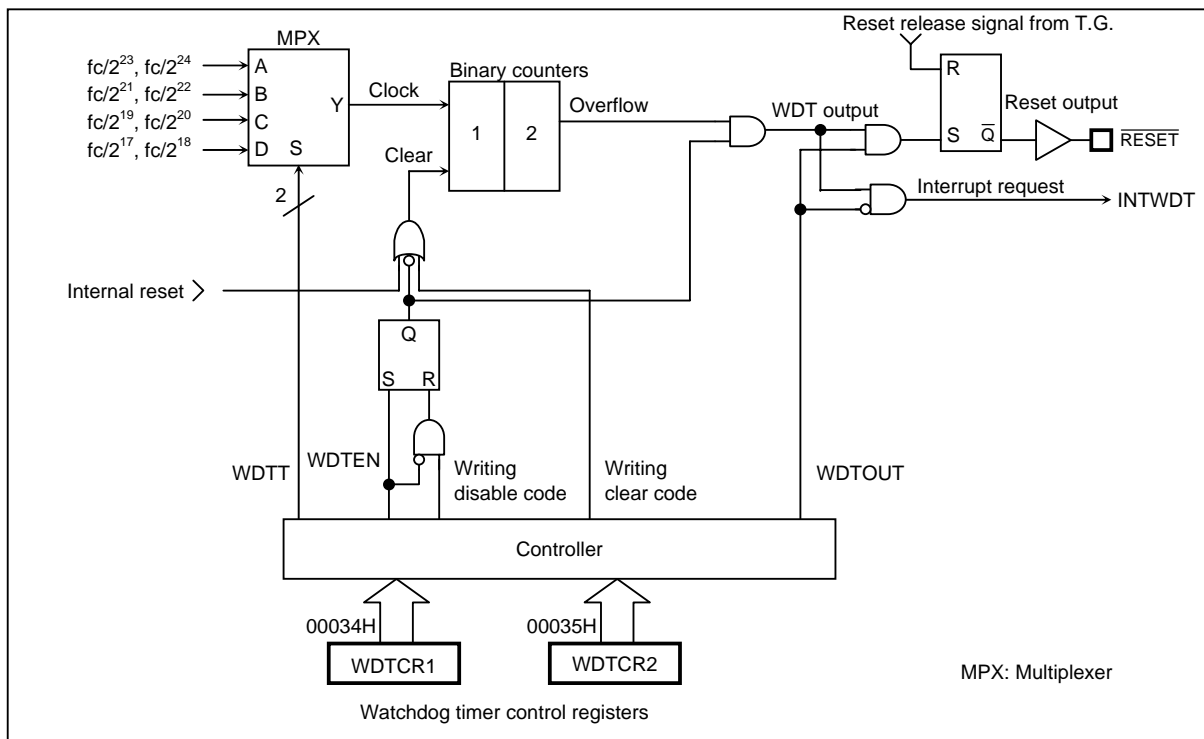 Reset release signal from T.G.
MPX
fc/2^23, fc/2^24
A
fc/2^21, fc/2^22
B
fc/2^19, fc/2^20
C
fc/2^17, fc/2^18
D
S
Y
Clock
Binary counters
1
2
Overflow
Clear
WDT output
R
S
Q̅
Reset output
R̅E̅S̅E̅T̅
Interrupt request
INTWDT
2
Internal reset
Q
S
R
WDTT
WDTEN
Writing
disable code
Writing
clear code
WDTOUT
Controller
00034H
00035H
WDTCR1
WDTCR2
MPX: Multiplexer
Watchdog timer control registers